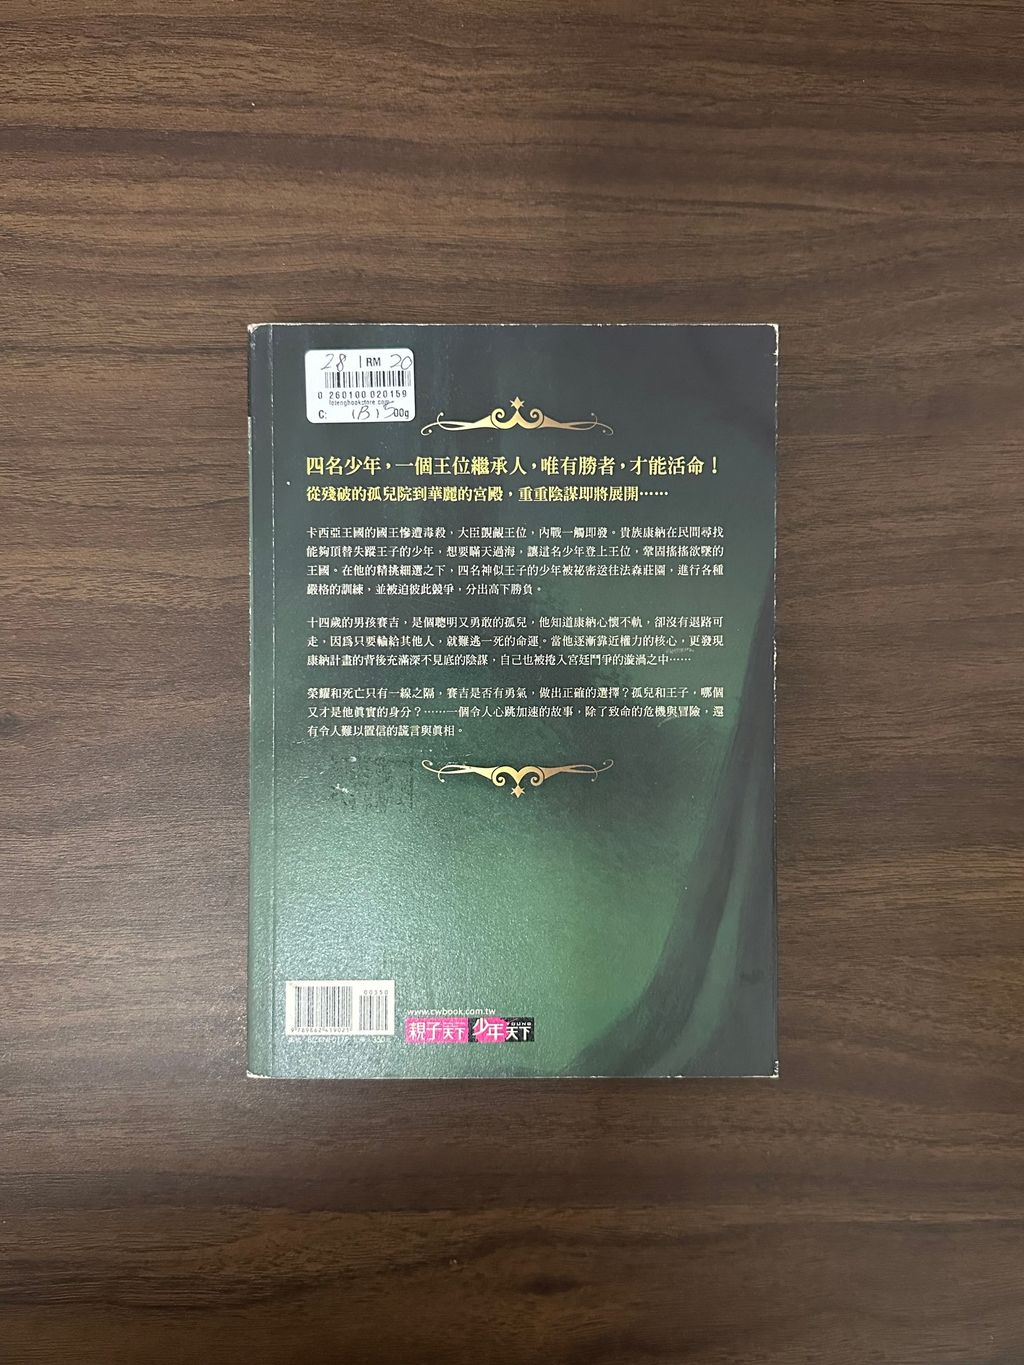 28 | RM 20
0 260100 020159
lotenghookstore.com
C: 00g
四名少年，一個王位繼承人，唯有勝者，才能活命！
從殘破的孤兒院到華麗的宮殿，重重陰謀即將展開……
卡西亞王國的國王慘遭毒殺，大臣覬覦王位，內戰一觸即發。貴族康納在民間尋找
能夠頂替失蹤王子的少年，想要瞞天過海，讓這名少年登上王位，鞏固搖搖欲墜的
王國。在他的精挑細選之下，四名神似王子的少年被祕密送往法森莊園，進行各種
嚴格的訓練，並被迫彼此競爭，分出高下勝負。
十四歲的男孩賽吉，是個聰明又勇敢的孤兒，他知道康納心懷不軌，卻沒有退路可
走，因為只要輸給其他人，就難逃一死的命運。當他逐漸靠近權力的核心，更發現
康納計畫的背後充滿深不見底的陰謀，自己也被捲入宮廷鬥爭的漩渦之中……
榮耀和死亡只有一線之隔，賽吉是否有勇氣，做出正確的選擇？孤兒和王子，哪個
又才是他真實的身分？……一個令人心跳加速的故事，除了致命的危機與冒險，還
有令人難以置信的謊言與真相。
00350
9789862419021
www.cwbook.com.tw
親子天下 少年天下
YOUNG